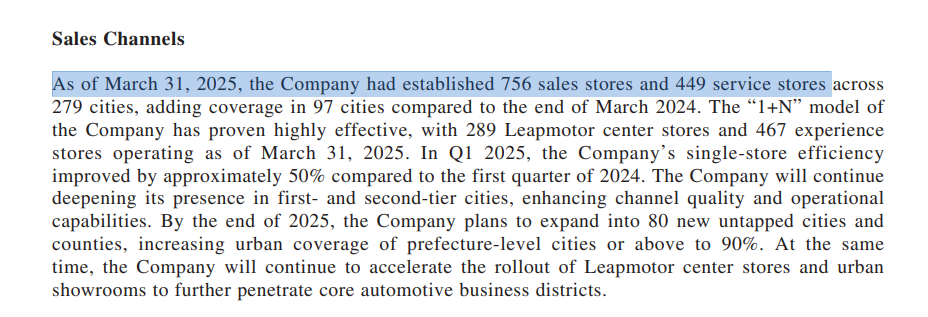 Sales Channels
As of March 31, 2025, the Company had established 756 sales stores and 449 service stores across
279 cities, adding coverage in 97 cities compared to the end of March 2024. The “1+N” model of
the Company has proven highly effective, with 289 Leapmotor center stores and 467 experience
stores operating as of March 31, 2025. In Q1 2025, the Company’s single-store efficiency
improved by approximately 50% compared to the first quarter of 2024. The Company will continue
deepening its presence in first- and second-tier cities, enhancing channel quality and operational
capabilities. By the end of 2025, the Company plans to expand into 80 new untapped cities and
counties, increasing urban coverage of prefecture-level cities or above to 90%. At the same
time, the Company will continue to accelerate the rollout of Leapmotor center stores and urban
showrooms to further penetrate core automotive business districts.